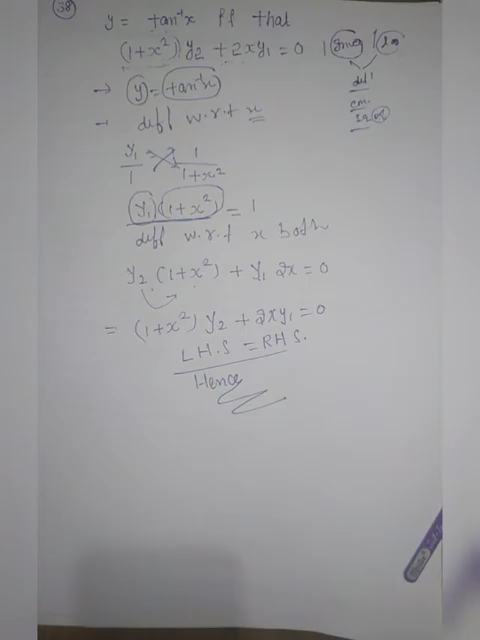 38
y = tan⁻¹x Pf that
(1+x²) y₂ + 2xy₁ = 0
→ y = tan⁻¹x
→ diff w.r.t x
y₁/1 1/1+x²
y₁ (1+x²) = 1
diff w.r.t x both
y₂ (1+x²) + y₁ 2x = 0
= (1+x²) y₂ + 2xy₁ = 0
L.H.S = R.H.S.
Hence